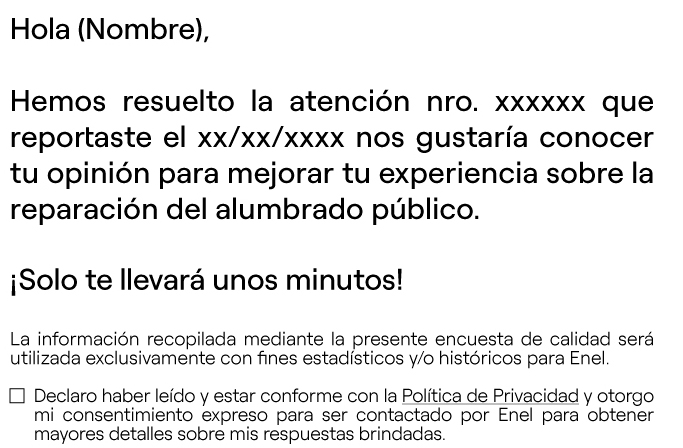 Hola (Nombre),
Hemos resuelto la atención nro. xxxxxx que
reportaste el xx/xx/xxxx nos gustaría conocer
tu opinión para mejorar tu experiencia sobre la
reparación del alumbrado público.
¡Solo te llevará unos minutos!
La información recopilada mediante la presente encuesta de calidad será
utilizada exclusivamente con fines estadísticos y/o históricos para Enel.
Declaro haber leído y estar conforme con la Política de Privacidad y otorgo
mi consentimiento expreso para ser contactado por Enel para obtener
mayores detalles sobre mis respuestas brindadas.